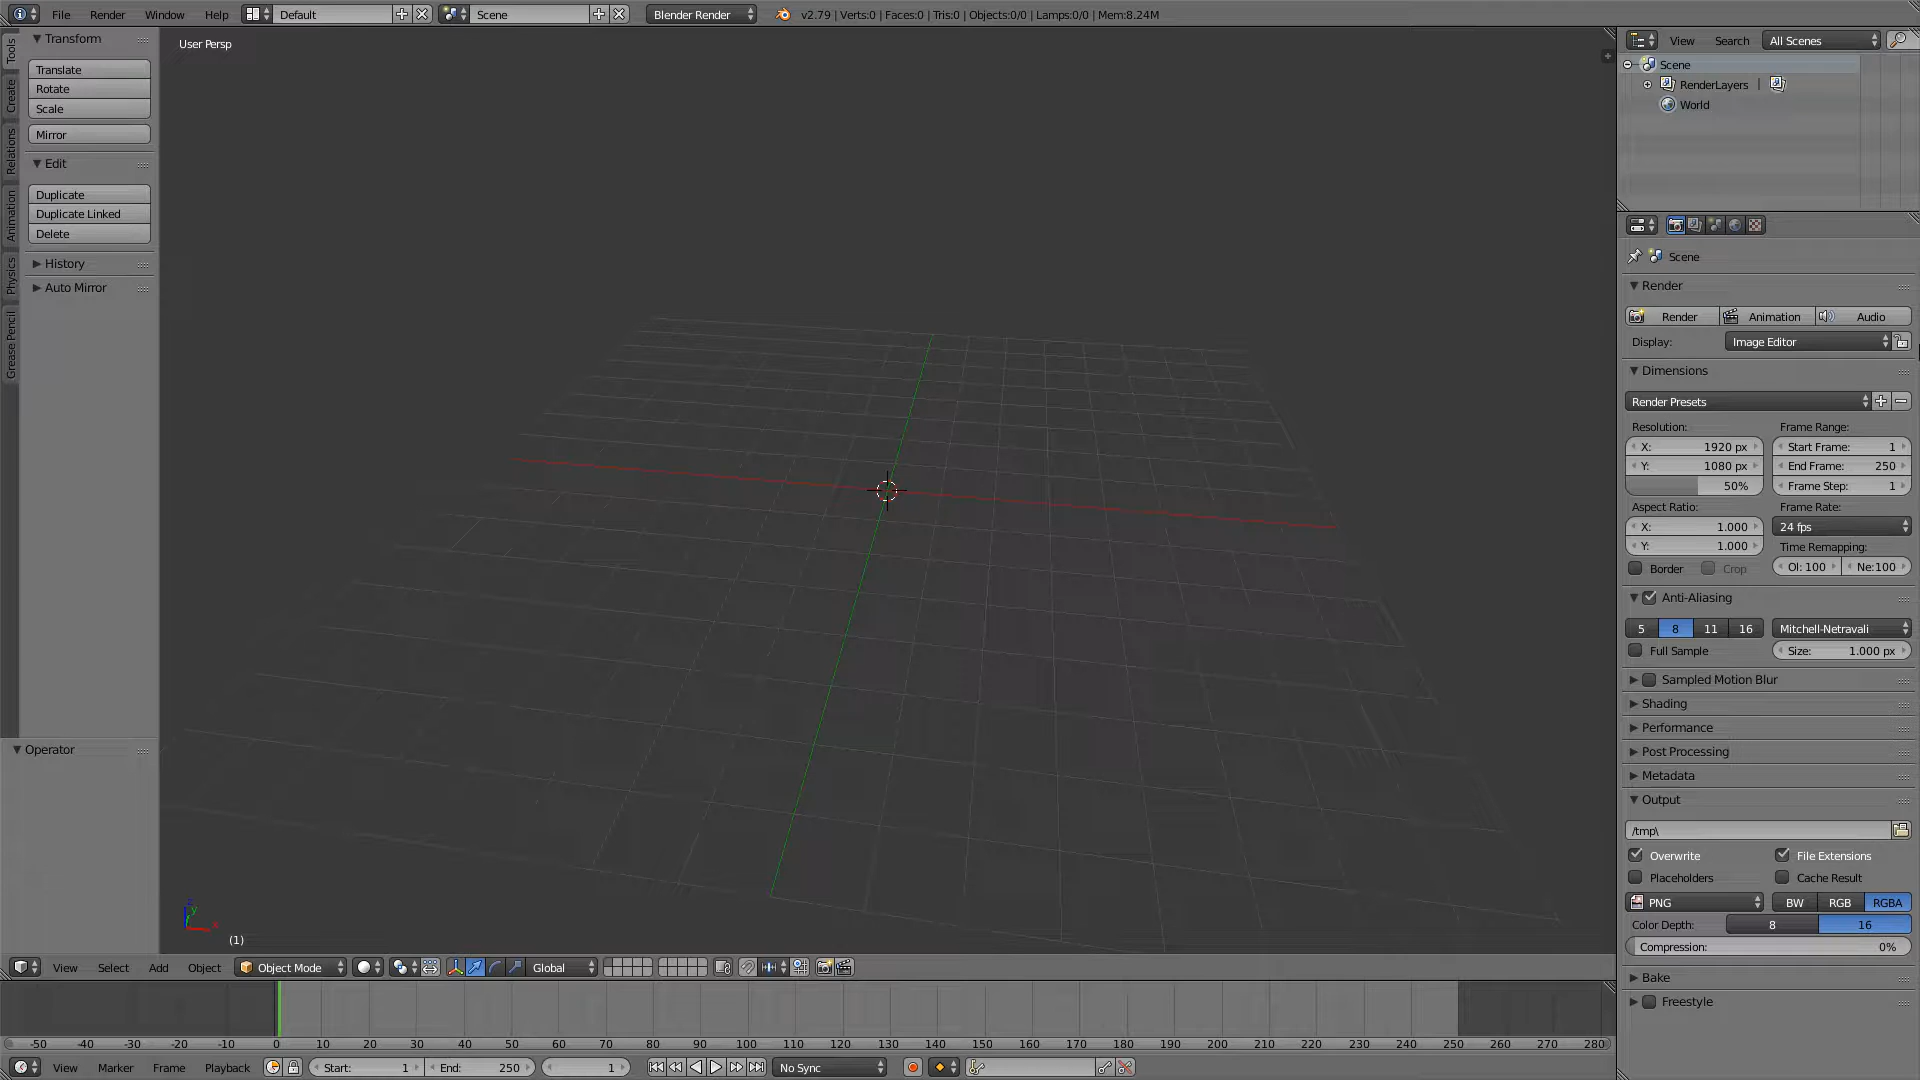 File Render Window Help Default Scene Blender Render v2.79 | Verts:0 | Faces:0 | Tris:0 | Objects:0/0 | Lamps:0/0 | Mem:8.24M
Tools
Create
Relations
Animation
Physics
Grease Pencil
Transform
Translate
Rotate
Scale
Mirror
Edit
Duplicate
Duplicate Linked
Delete
History
Auto Mirror
Operator
User Persp
z
y
x
(1)
View Select Add Object Object Mode Global
-50 -40 -30 -20 -10 0 10 20 30 40 50 60 70 80 90 100 110 120 130 140 150 160 170 180 190 200 210 220 230 240 250 260 270 280
View Marker Frame Playback Start: 1 End: 250 1 No Sync
View Search All Scenes
Scene
RenderLayers |
World
Scene
Render
Render Animation Audio
Display: Image Editor
Dimensions
Render Presets
Resolution: Frame Range:
X: 1920 px Start Frame: 1
Y: 1080 px End Frame: 250
50% Frame Step: 1
Aspect Ratio: Frame Rate:
X: 1.000 24 fps
Y: 1.000 Time Remapping:
Border Crop Ol: 100 Ne:100
Anti-Aliasing
5 8 11 16 Mitchell-Netravali
Full Sample Size: 1.000 px
Sampled Motion Blur
Shading
Performance
Post Processing
Metadata
Output
/tmp\
Overwrite File Extensions
Placeholders Cache Result
PNG BW RGB RGBA
Color Depth: 8 16
Compression: 0%
Bake
Freestyle